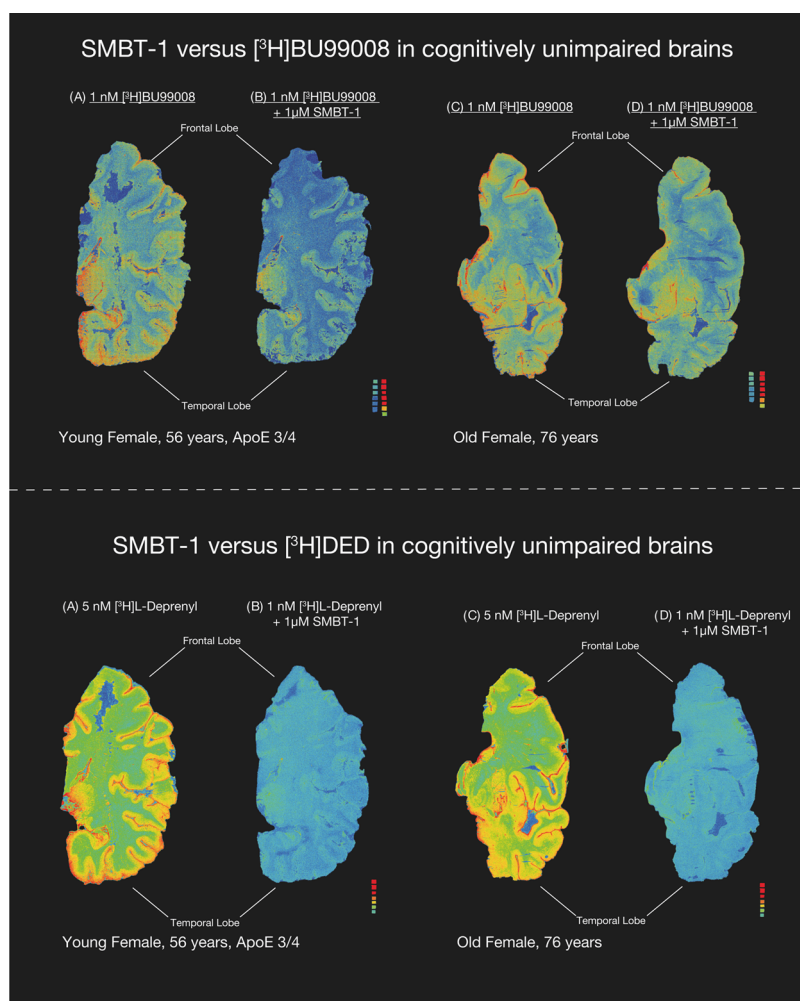 SMBT-1 versus [³H]BU99008 in cognitively unimpaired brains
(A) 1 nM [³H]BU99008
(B) 1 nM [³H]BU99008
+ 1µM SMBT-1
(C) 1 nM [³H]BU99008
(D) 1 nM [³H]BU99008
+ 1µM SMBT-1
Frontal Lobe
Frontal Lobe
Temporal Lobe
Temporal Lobe
Young Female, 56 years, ApoE 3/4
Old Female, 76 years
SMBT-1 versus [³H]DED in cognitively unimpaired brains
(A) 5 nM [³H]L-Deprenyl
(B) 1 nM [³H]L-Deprenyl
+ 1µM SMBT-1
(C) 5 nM [³H]L-Deprenyl
(D) 1 nM [³H]L-Deprenyl
+ 1µM SMBT-1
Frontal Lobe
Frontal Lobe
Temporal Lobe
Temporal Lobe
Young Female, 56 years, ApoE 3/4
Old Female, 76 years